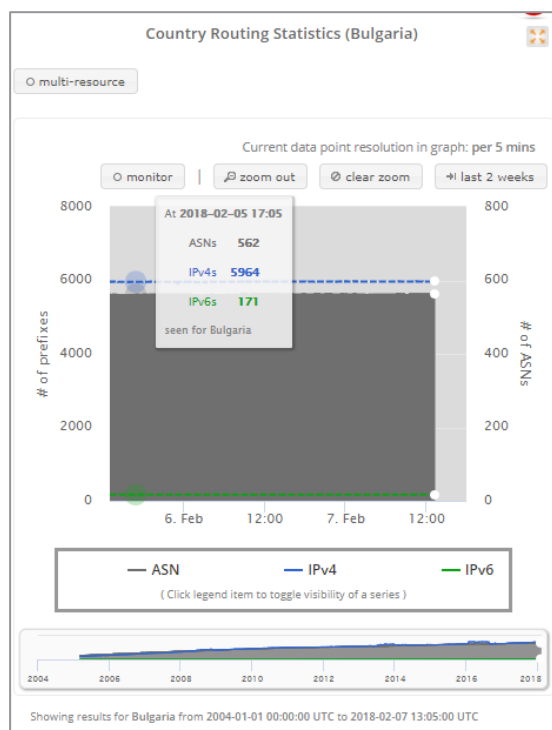 Country Routing Statistics (Bulgaria)
multi-resource
Current data point resolution in graph: per 5 mins
monitor | zoom out clear zoom last 2 weeks
8000 800
At 2018-02-05 17:05
ASNs 562
IPv4s 5964
IPv6s 171
seen for Bulgaria
6000 600
4000 400
2000 200
0 0
# of prefixes
# of ASNs
6. Feb 12:00 7. Feb 12:00
ASN IPv4 IPv6
( Click legend item to toggle visibility of a series )
2004 2006 2008 2010 2012 2014 2016 2018
Showing results for Bulgaria from 2004-01-01 00:00:00 UTC to 2018-02-07 13:05:00 UTC